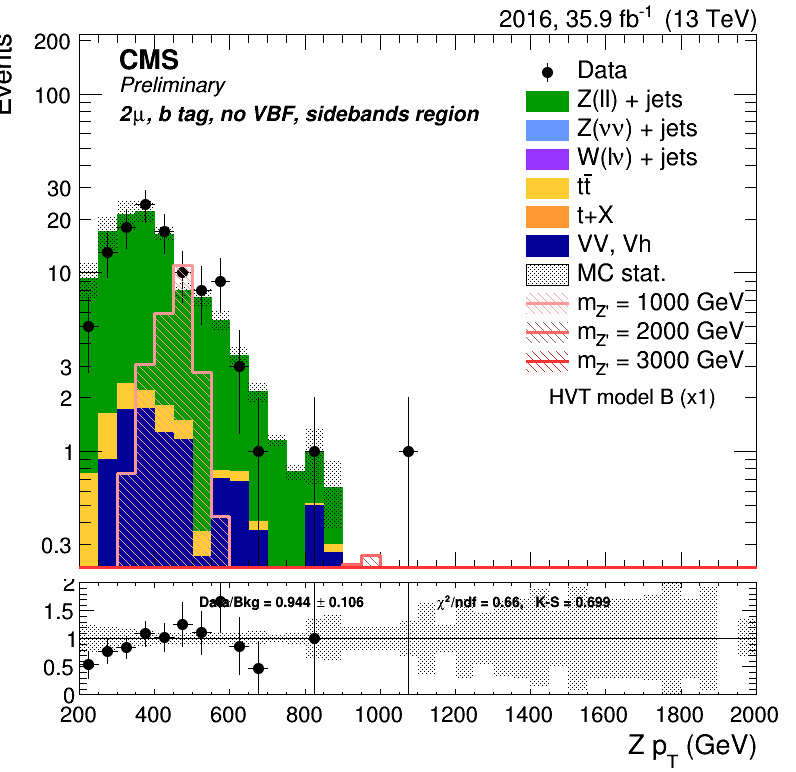 2016, 35.9 fb⁻¹ (13 TeV)
Events
CMS
Preliminary
2μ, b tag, no VBF, sidebands region
Data
Z(ll) + jets
Z(νν) + jets
W(lν) + jets
tt̄
t+X
VV, Vh
MC stat.
m_Z' = 1000 GeV
m_Z' = 2000 GeV
m_Z' = 3000 GeV
HVT model B (x1)
200
100
30
20
10
3
2
1
0.3
Data/Bkg = 0.944 ± 0.106
χ²/ndf = 0.66, K-S = 0.699
2
1.5
1
0.5
0
200 400 600 800 1000 1200 1400 1600 1800 2000
Z p_T (GeV)